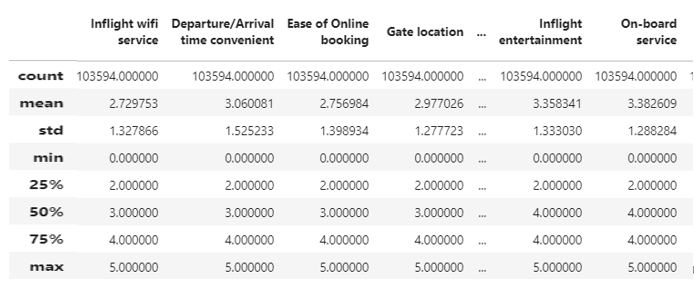 Inflight wifi service Departure/Arrival time convenient Ease of Online booking Gate location ... Inflight entertainment On-board service
count 103594.000000 103594.000000 103594.000000 103594.000000 ... 103594.000000 103594.000000
mean 2.729753 3.060081 2.756984 2.977026 ... 3.358341 3.382609
std 1.327866 1.525233 1.398934 1.277723 ... 1.333030 1.288284
min 0.000000 0.000000 0.000000 0.000000 ... 0.000000 0.000000
25% 2.000000 2.000000 2.000000 2.000000 ... 2.000000 2.000000
50% 3.000000 3.000000 3.000000 3.000000 ... 4.000000 4.000000
75% 4.000000 4.000000 4.000000 4.000000 ... 4.000000 4.000000
max 5.000000 5.000000 5.000000 5.000000 ... 5.000000 5.000000